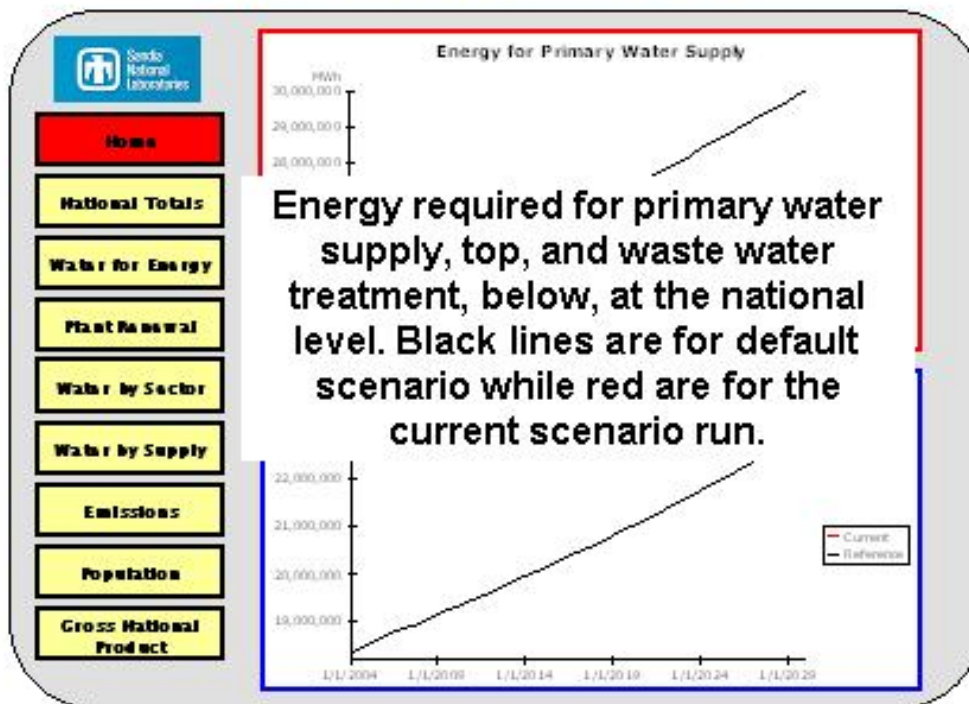 Sandia
National
Laboratories
Home
National Totals
Water for Energy
Plant Renewal
Water by Sector
Water by Supply
Emissions
Population
Gross National
Product
Energy for Primary Water Supply
MWh
30,000,000
29,000,000
28,000,000
Energy required for primary water
supply, top, and waste water
treatment, below, at the national
level. Black lines are for default
scenario while red are for the
current scenario run.
22,000,000
21,000,000
20,000,000
19,000,000
1/1/2004 1/1/2009 1/1/2014 1/1/2019 1/1/2024 1/1/2029
Current
Reference